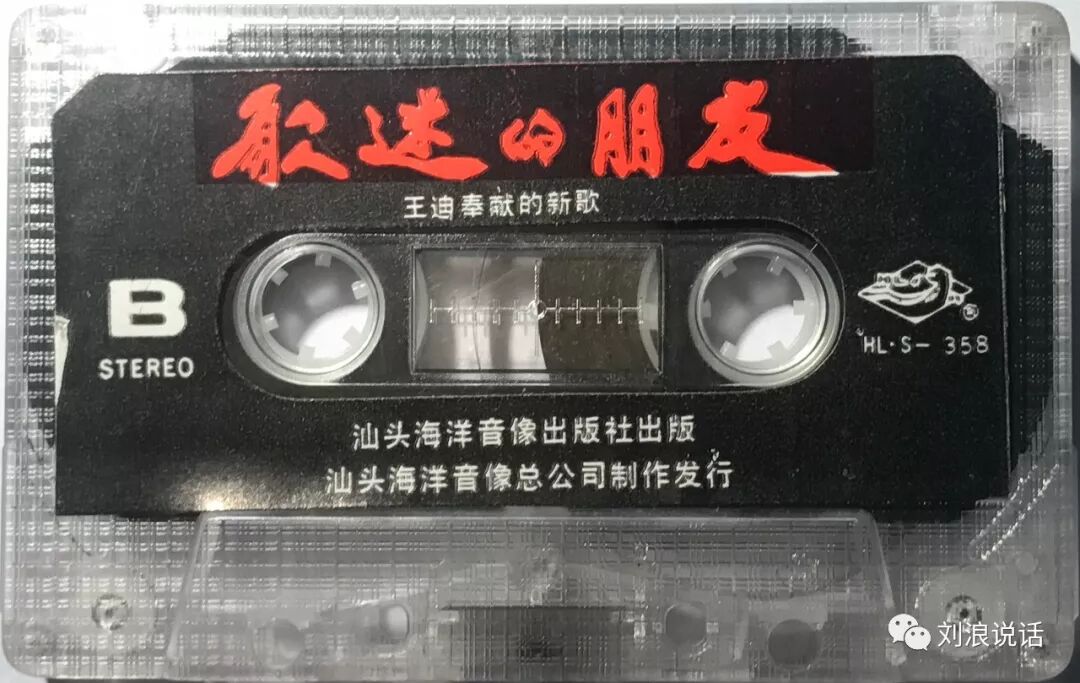 歌迷的朋友
王迪奉献的新歌
B
STEREO
HL·S- 358
汕头海洋音像出版社出版
汕头海洋音像总公司制作发行
刘浪说话